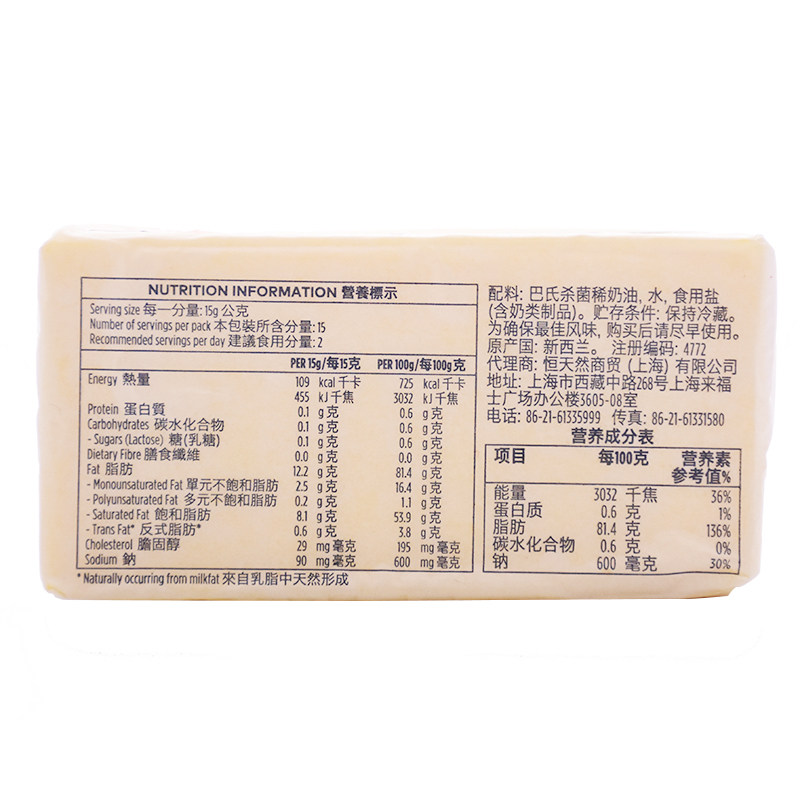 NUTRITION INFORMATION 營養標示
Serving size 每一分量: 15g 公克
Number of servings per pack 本包裝所含分量: 15
Recommended servings per day 建議食用分量: 2
PER 15g/每15克 PER 100g/每100g克
Energy 熱量 109 kcal 千卡 725 kcal 千卡
455 kJ 千焦 3032 kJ 千焦
Protein 蛋白質 0.1 g 克 0.6 g 克
Carbohydrates 碳水化合物 0.1 g 克 0.6 g 克
- Sugars (Lactose) 糖(乳糖) 0.1 g 克 0.6 g 克
Dietary Fibre 膳食纖維 0.0 g 克 0.0 g 克
Fat 脂肪 12.2 g 克 81.4 g 克
- Monounsaturated Fat 單元不飽和脂肪 2.5 g 克 16.4 g 克
- Polyunsaturated Fat 多元不飽和脂肪 0.2 g 克 1.1 g 克
- Saturated Fat 飽和脂肪 8.1 g 克 53.9 g 克
- Trans Fat* 反式脂肪* 0.6 g 克 3.8 g 克
Cholesterol 膽固醇 29 mg 毫克 195 mg 毫克
Sodium 鈉 90 mg 毫克 600 mg 毫克
* Naturally occurring from milkfat 來自乳脂中天然形成
配料: 巴氏杀菌稀奶油, 水, 食用盐
(含奶类制品)。贮存条件: 保持冷藏。
为确保最佳风味, 购买后请尽早使用。
原产国: 新西兰。 注册编码: 4772
代理商: 恒天然商贸 (上海) 有限公司
地址: 上海市西藏中路268号上海来福
士广场办公楼3605-08室
电话: 86-21-61335999 传真: 86-21-61331580
营养成分表
项目 每100克 营养素
参考值%
能量 3032 千焦 36%
蛋白质 0.6 克 1%
脂肪 81.4 克 136%
碳水化合物 0.6 克 0%
钠 600 毫克 30%